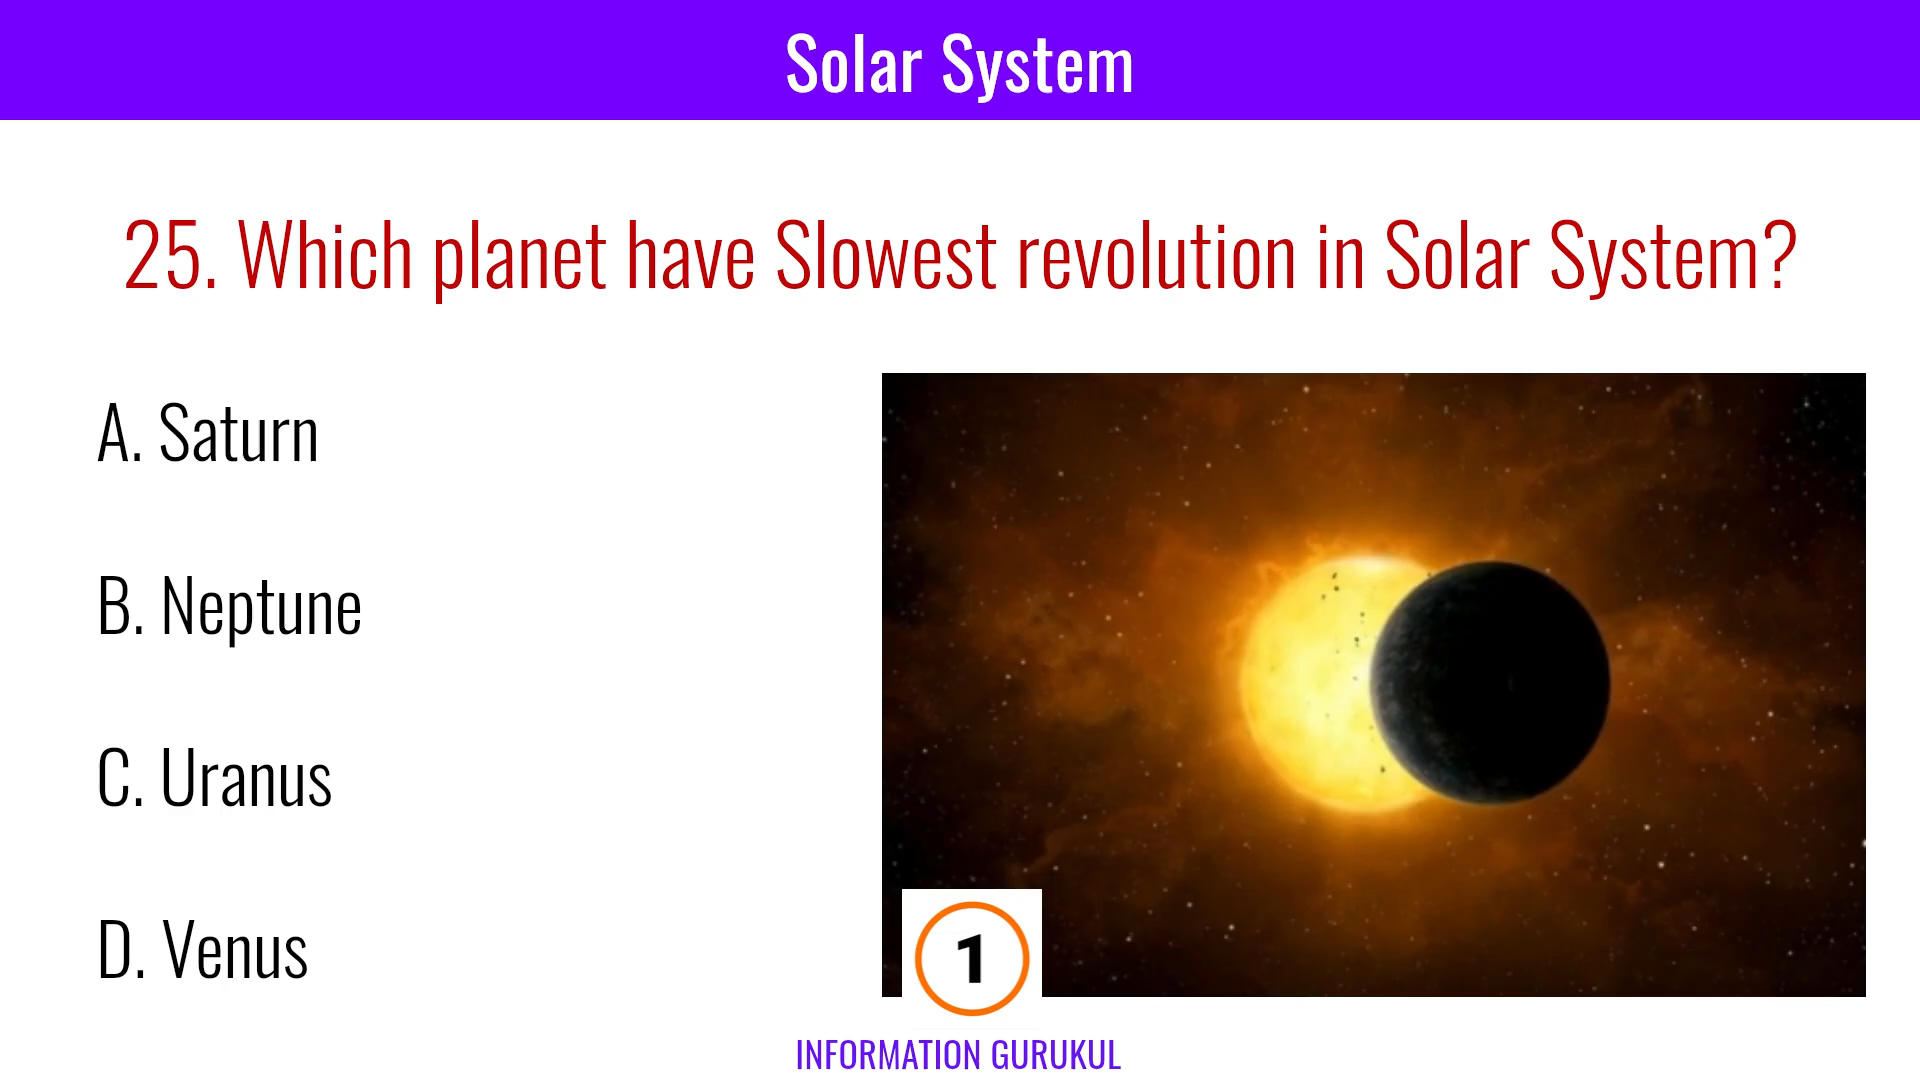 Solar System
25. Which planet have Slowest revolution in Solar System?
A. Saturn
B. Neptune
C. Uranus
D. Venus
1
INFORMATION GURUKUL